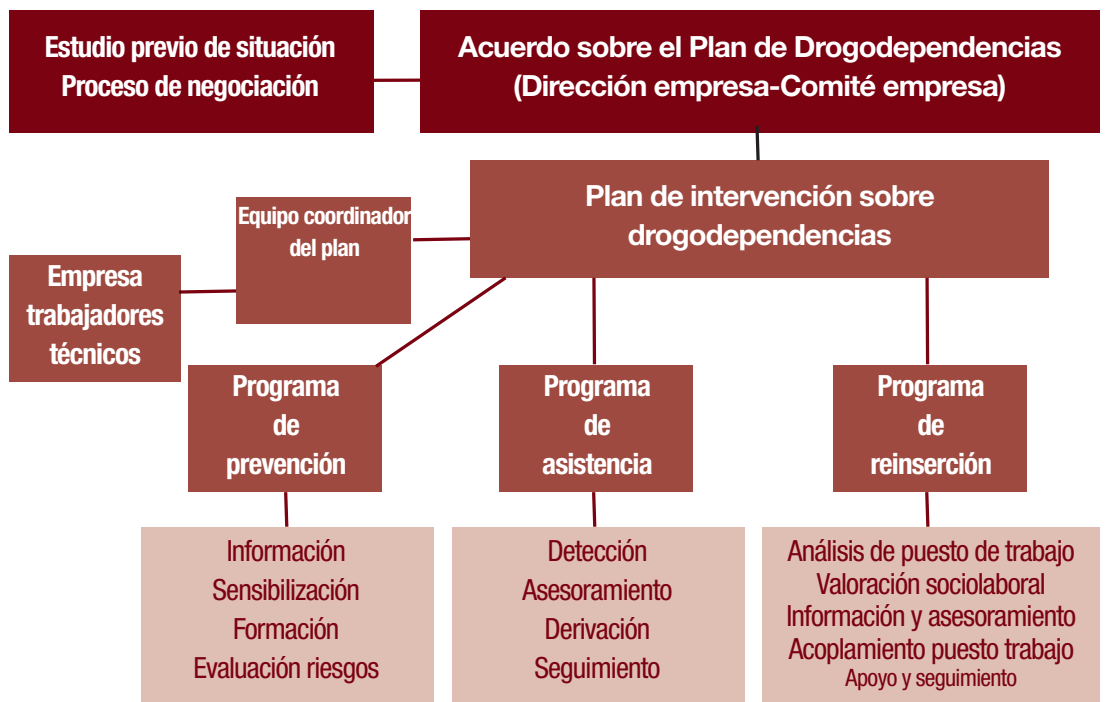 Estudio previo de situación
Proceso de negociación
Acuerdo sobre el Plan de Drogodependencias
(Dirección empresa-Comité empresa)
Plan de intervención sobre
drogodependencias
Equipo coordinador
del plan
Empresa
trabajadores
técnicos
Programa
de
prevención
Programa
de
asistencia
Programa
de
reinserción
Información
Sensibilización
Formación
Evaluación riesgos
Detección
Asesoramiento
Derivación
Seguimiento
Análisis de puesto de trabajo
Valoración sociolaboral
Información y asesoramiento
Acoplamiento puesto trabajo
Apoyo y seguimiento